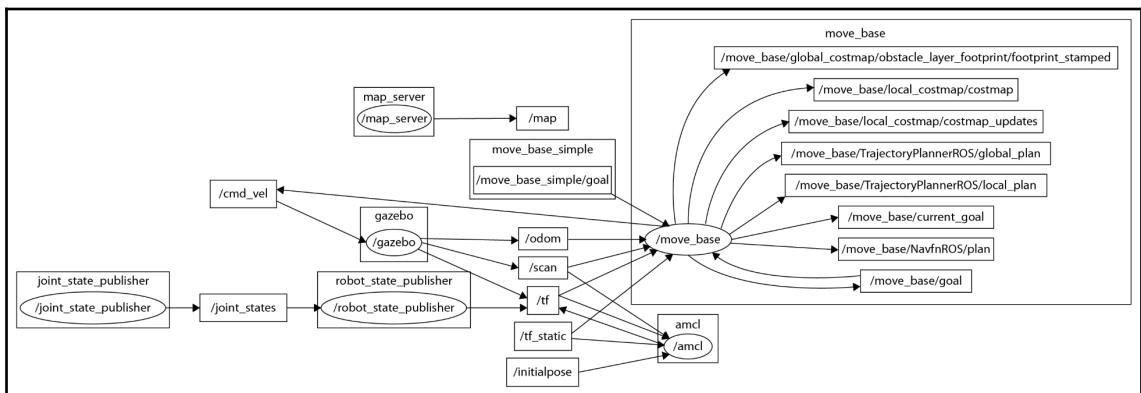 move_base
/move_base/global_costmap/obstacle_layer_footprint/footprint_stamped
/move_base/local_costmap/costmap
map_server
/map_server
/map
/move_base/local_costmap/costmap_updates
move_base_simple
/move_base/TrajectoryPlannerROS/global_plan
/move_base_simple/goal
/move_base/TrajectoryPlannerROS/local_plan
/cmd_vel
gazebo
/move_base/current_goal
/gazebo
/odom
/move_base
/move_base/NavfnROS/plan
/scan
joint_state_publisher
robot_state_publisher
/move_base/goal
/joint_state_publisher
/joint_states
/robot_state_publisher
/tf
amcl
/tf_static
/amcl
/initialpose